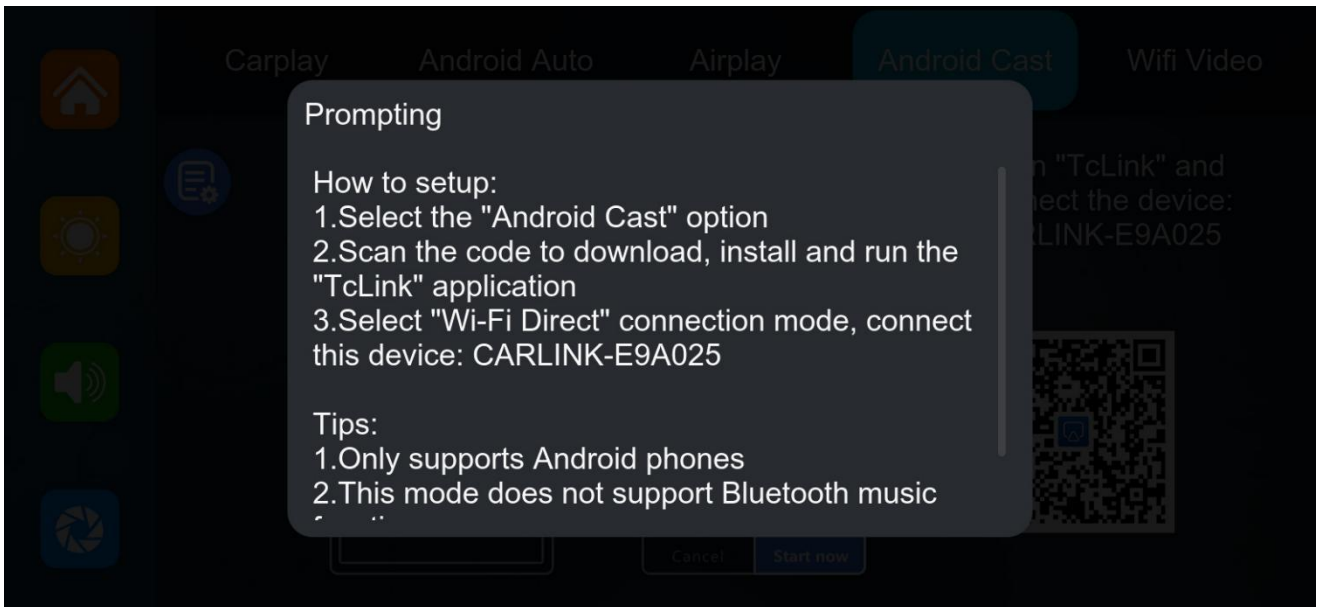 Carplay Android Auto Airplay Android Cast Wifi Video
Prompting
How to setup:
1.Select the "Android Cast" option
2.Scan the code to download, install and run the
"TcLink" application
3.Select "Wi-Fi Direct" connection mode, connect
this device: CARLINK-E9A025
Tips:
1.Only supports Android phones
2.This mode does not support Bluetooth music
"TcLink" and
the device:
LINK-E9A025
Cancel Start now